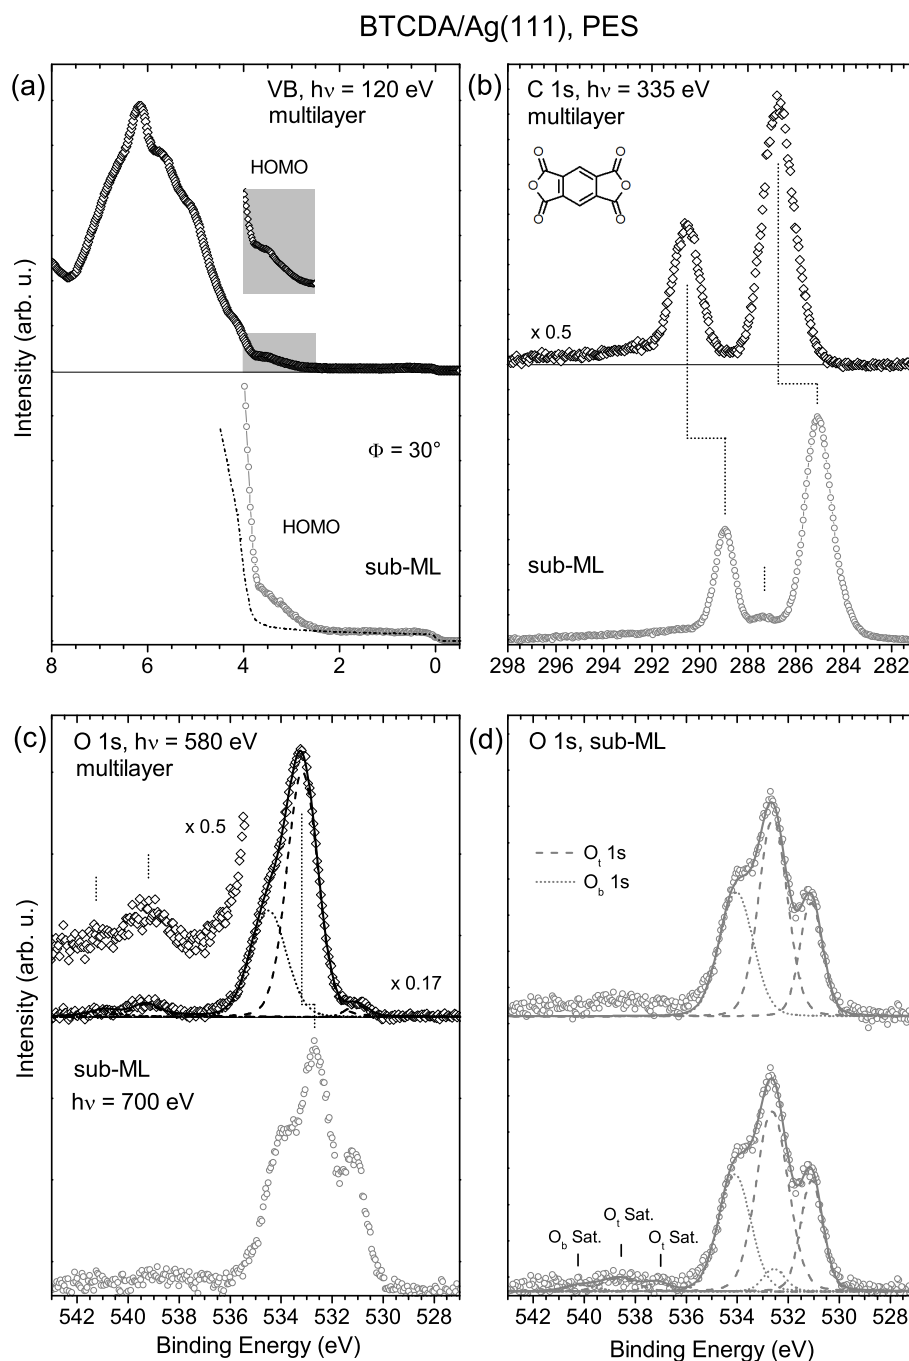 BTCDA/Ag(111), PES
(a)
VB, hν = 120 eV
multilayer
HOMO
Φ = 30°
HOMO
sub-ML
Intensity (arb. u.)
8 6 4 2 0
(b)
C 1s, hν = 335 eV
multilayer
O O
O O
O O
x 0.5
sub-ML
298 296 294 292 290 288 286 284 282
(c)
O 1s, hν = 580 eV
multilayer
x 0.5
x 0.17
sub-ML
hν = 700 eV
Intensity (arb. u.)
542 540 538 536 534 532 530 528
Binding Energy (eV)
(d)
O 1s, sub-ML
Ot 1s
Ob 1s
Ot Sat.
Ob Sat. Ot Sat.
542 540 538 536 534 532 530 528
Binding Energy (eV)